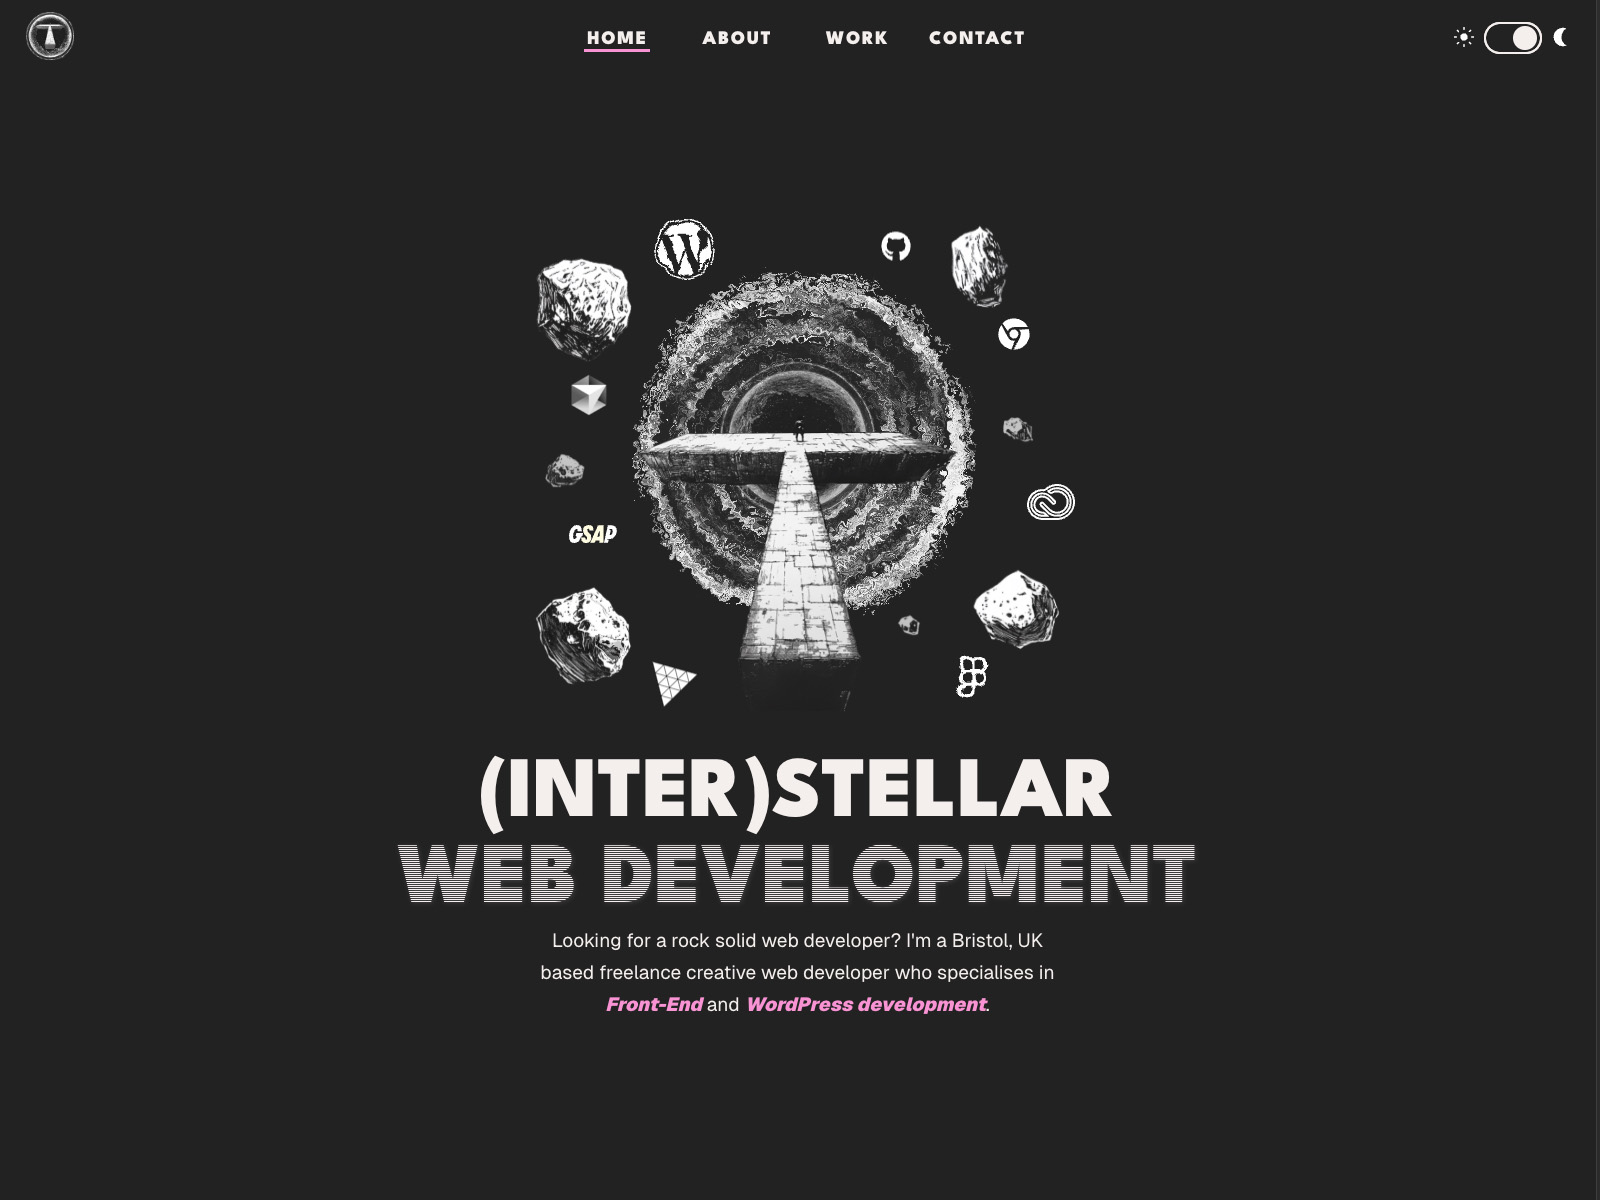 HOME ABOUT WORK CONTACT
GSAP
(INTER)STELLAR
WEB DEVELOPMENT
Looking for a rock solid web developer? I'm a Bristol, UK
based freelance creative web developer who specialises in
Front-End and WordPress development.